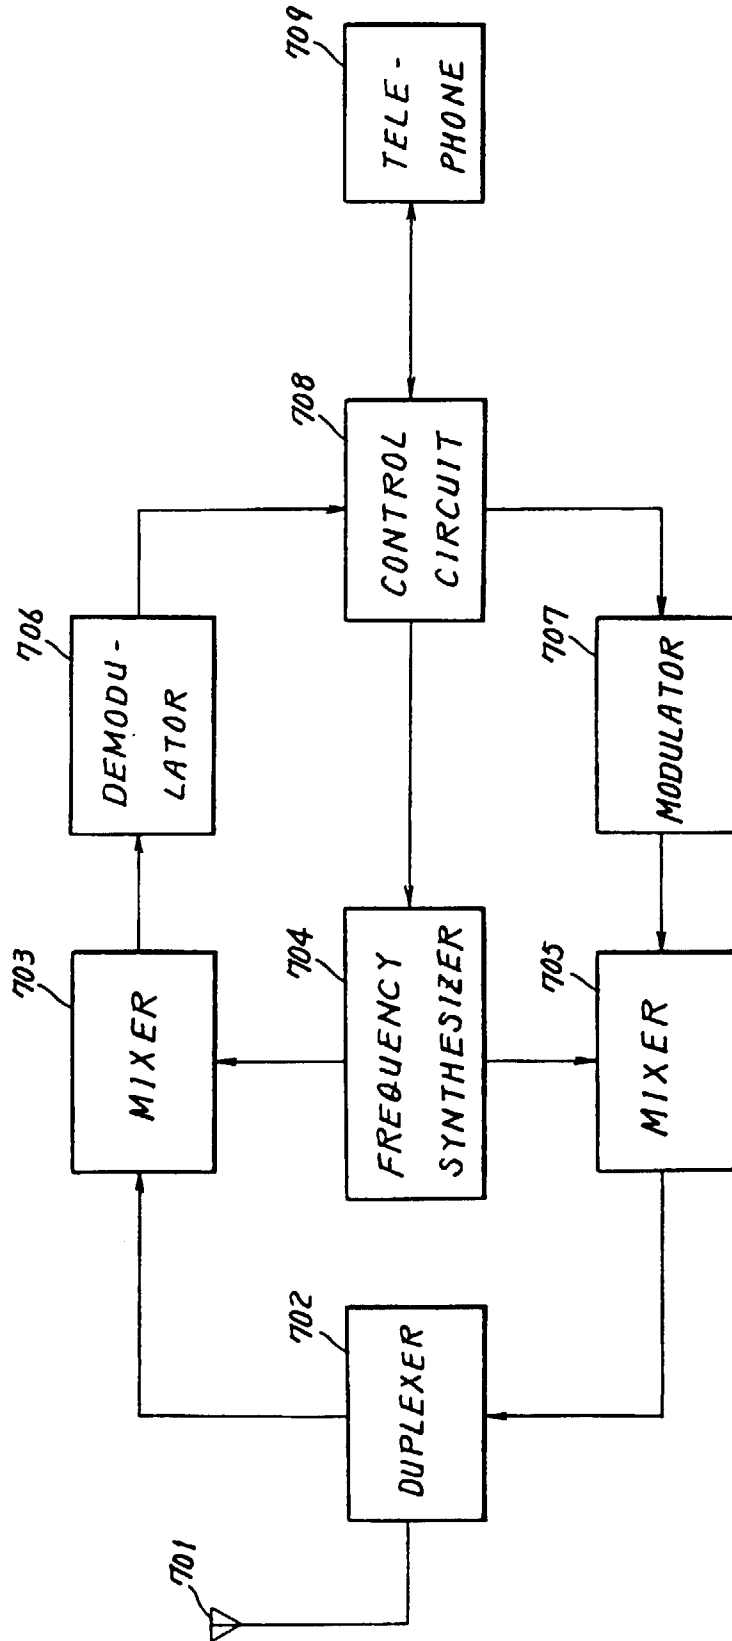 701
702
DUPLEXER
703
MIXER
704
FREQUENCY
SYNTHESIZER
705
MIXER
706
DEMODU-
LATOR
707
MODULATOR
708
CONTROL
CIRCUIT
709
TELE-
PHONE